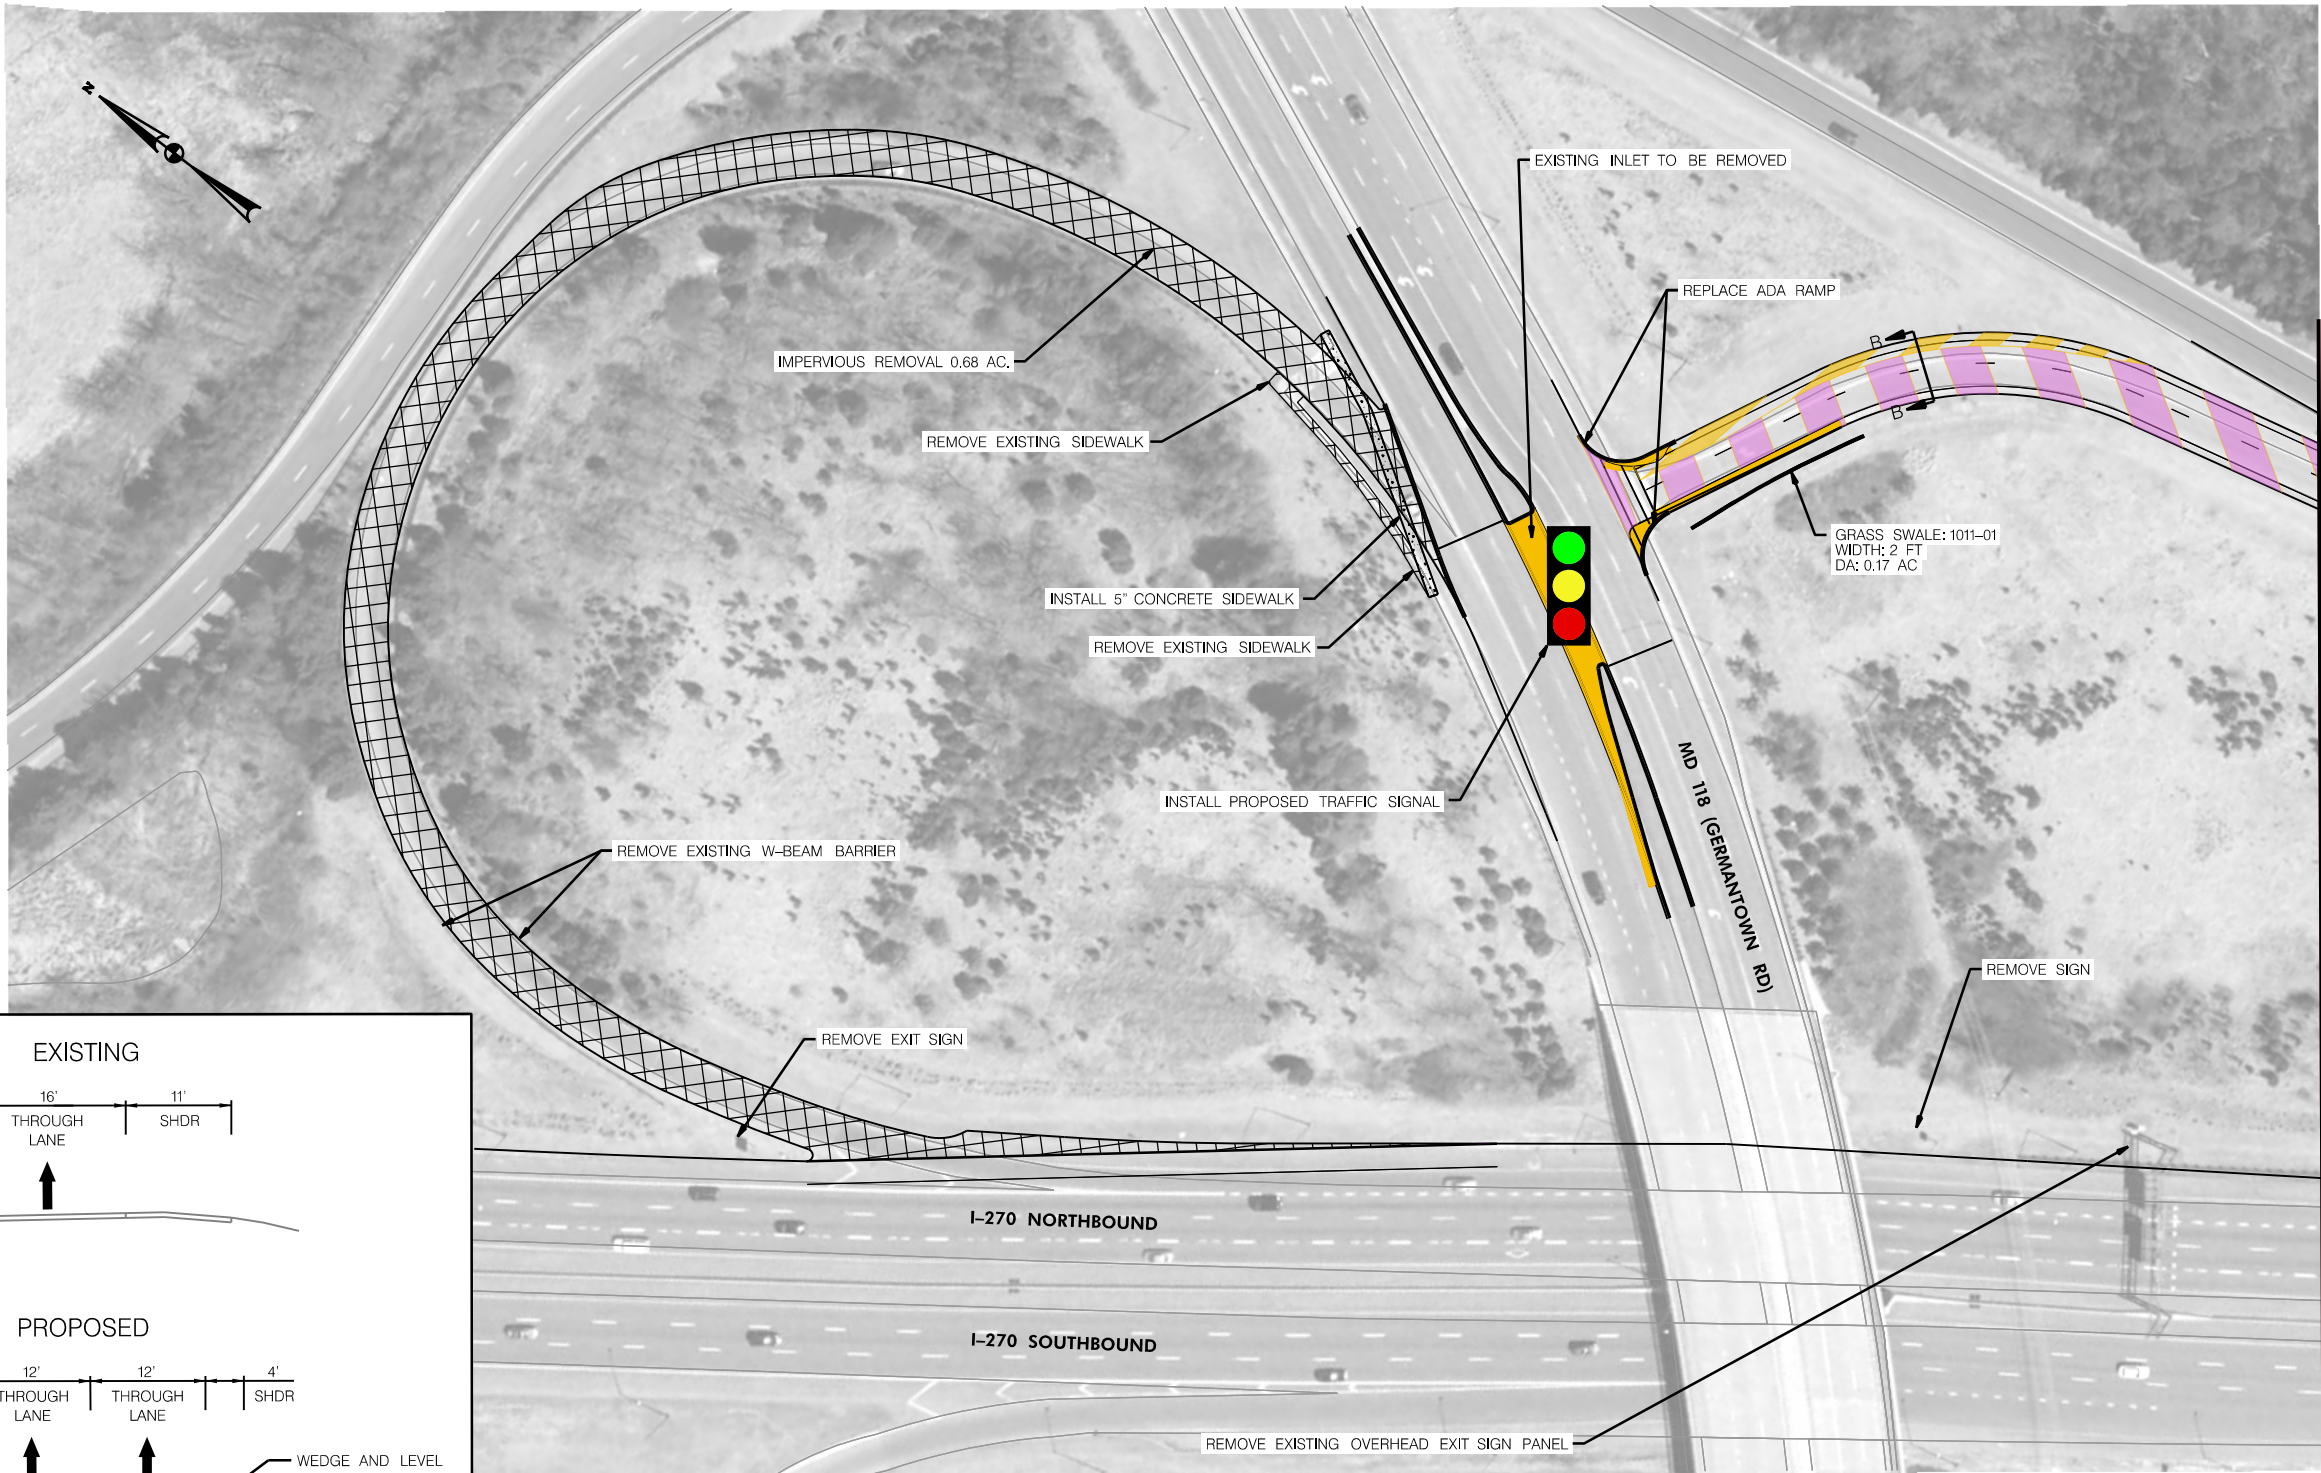 N
EXISTING INLET TO BE REMOVED
REPLACE ADA RAMP
B
B
IMPERVIOUS REMOVAL 0.68 AC.
REMOVE EXISTING SIDEWALK
GRASS SWALE: 1011-01
WIDTH: 2 FT
DA: 0.17 AC
INSTALL 5" CONCRETE SIDEWALK
REMOVE EXISTING SIDEWALK
INSTALL PROPOSED TRAFFIC SIGNAL
MD 118 (GERMANTOWN RD)
REMOVE EXISTING W-BEAM BARRIER
REMOVE SIGN
REMOVE EXIT SIGN
I-270 NORTHBOUND
I-270 SOUTHBOUND
REMOVE EXISTING OVERHEAD EXIT SIGN PANEL
EXISTING
16' 11'
THROUGH SHDR
LANE
PROPOSED
12' 12' 4'
THROUGH THROUGH SHDR
LANE LANE
WEDGE AND LEVEL